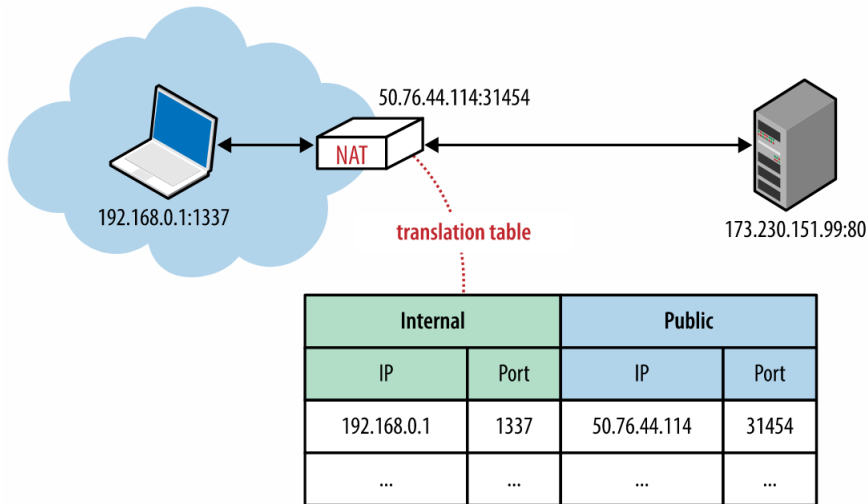 50.76.44.114:31454
NAT
192.168.0.1:1337
173.230.151.99:80
translation table
Internal Public
IP Port IP Port
192.168.0.1 1337 50.76.44.114 31454
... ... ... ...